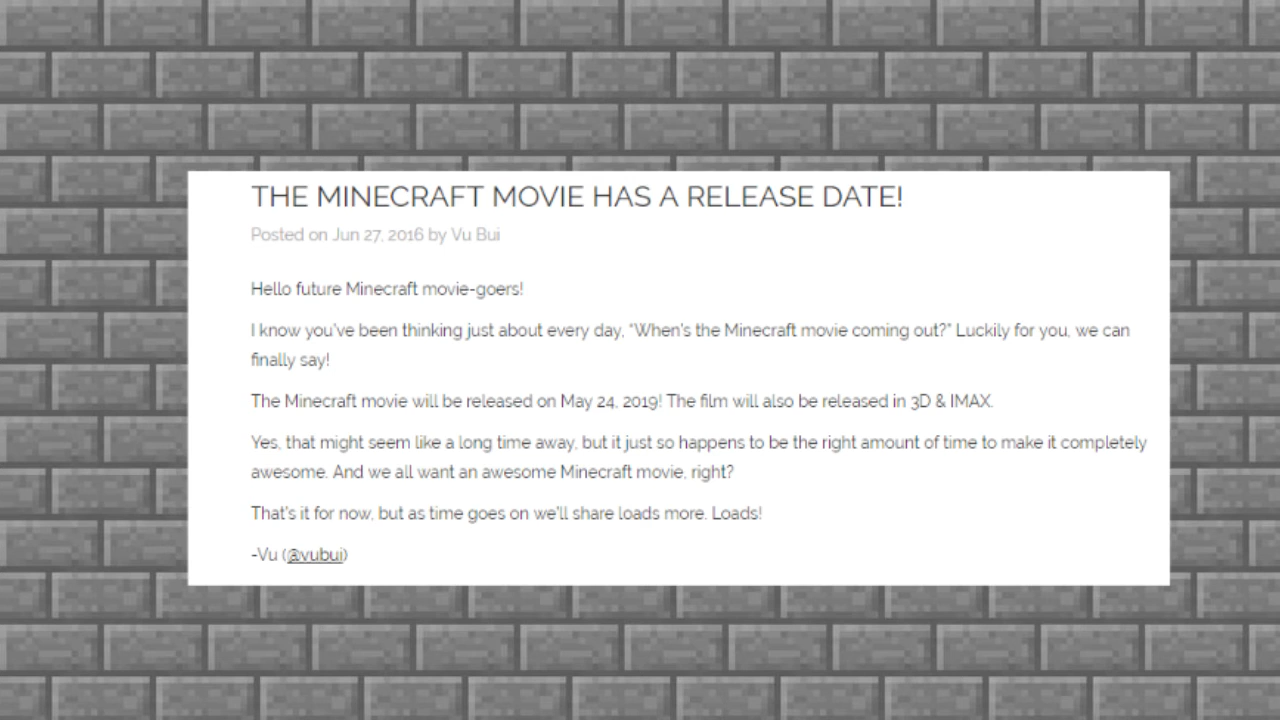 THE MINECRAFT MOVIE HAS A RELEASE DATE!
Posted on Jun 27, 2016 by Vu Bui
Hello future Minecraft movie-goers!
I know you've been thinking just about every day, "When's the Minecraft movie coming out?" Luckily for you, we can
finally say!
The Minecraft movie will be released on May 24, 2019! The film will also be released in 3D & IMAX.
Yes, that might seem like a long time away, but it just so happens to be the right amount of time to make it completely
awesome. And we all want an awesome Minecraft movie, right?
That's it for now, but as time goes on we'll share loads more. Loads!
-Vu (@vubui)